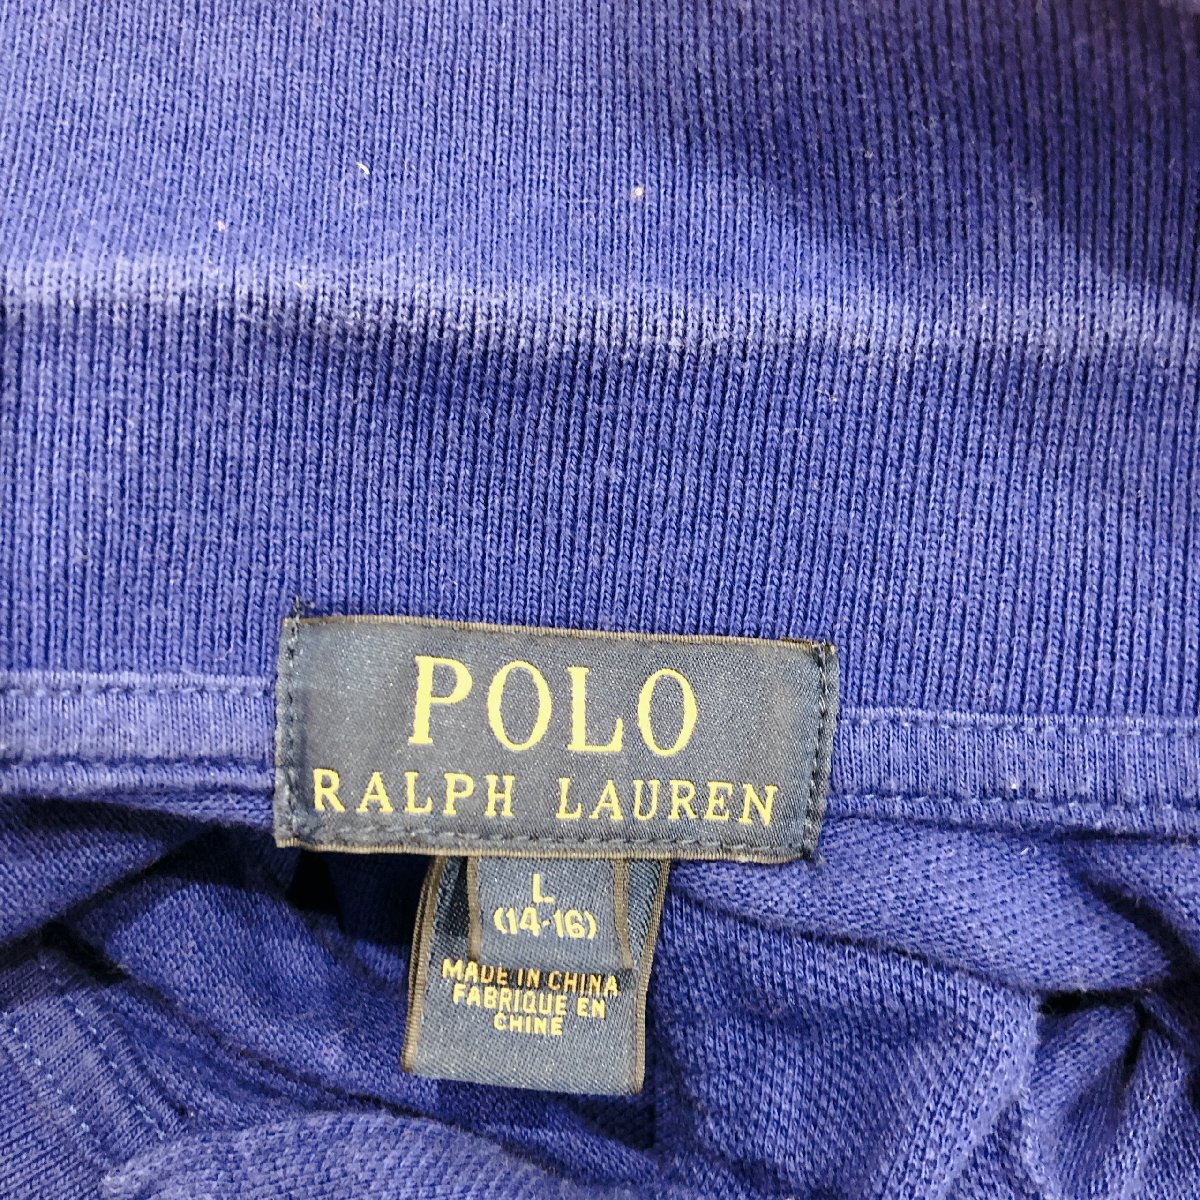 POLO
RALPH LAUREN
L
(14-16)
MADE IN CHINA
FABRIQUE EN
CHINE